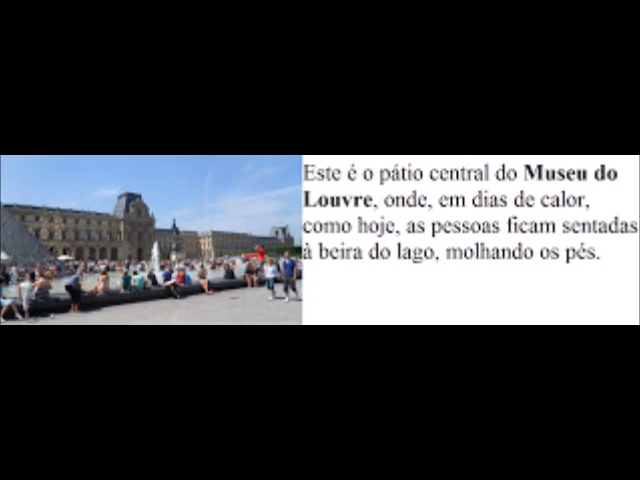 Este é o pátio central do Museu do
Louvre, onde, em dias de calor,
como hoje, as pessoas ficam sentadas
à beira do lago, molhando os pés.